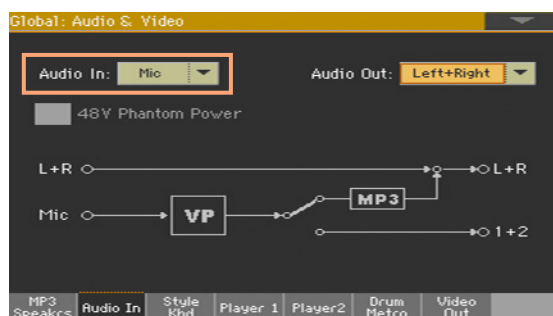 Global: Audio & Video
Audio In: Mic
Audio Out: Left+Right
48V Phantom Power
L+R
L+R
Mic
VP
MP3
1+2
MP3 Speakrs
Audio In
Style Kbd
Player 1
Player2
Drum Metro
Video Out